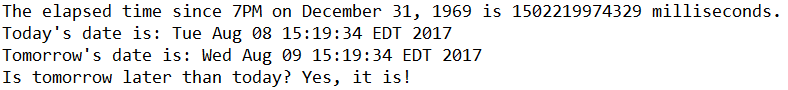 The elapsed time since 7PM on December 31, 1969 is 1502219974329 milliseconds.
Today's date is: Tue Aug 08 15:19:34 EDT 2017
Tomorrow's date is: Wed Aug 09 15:19:34 EDT 2017
Is tomorrow later than today? Yes, it is!